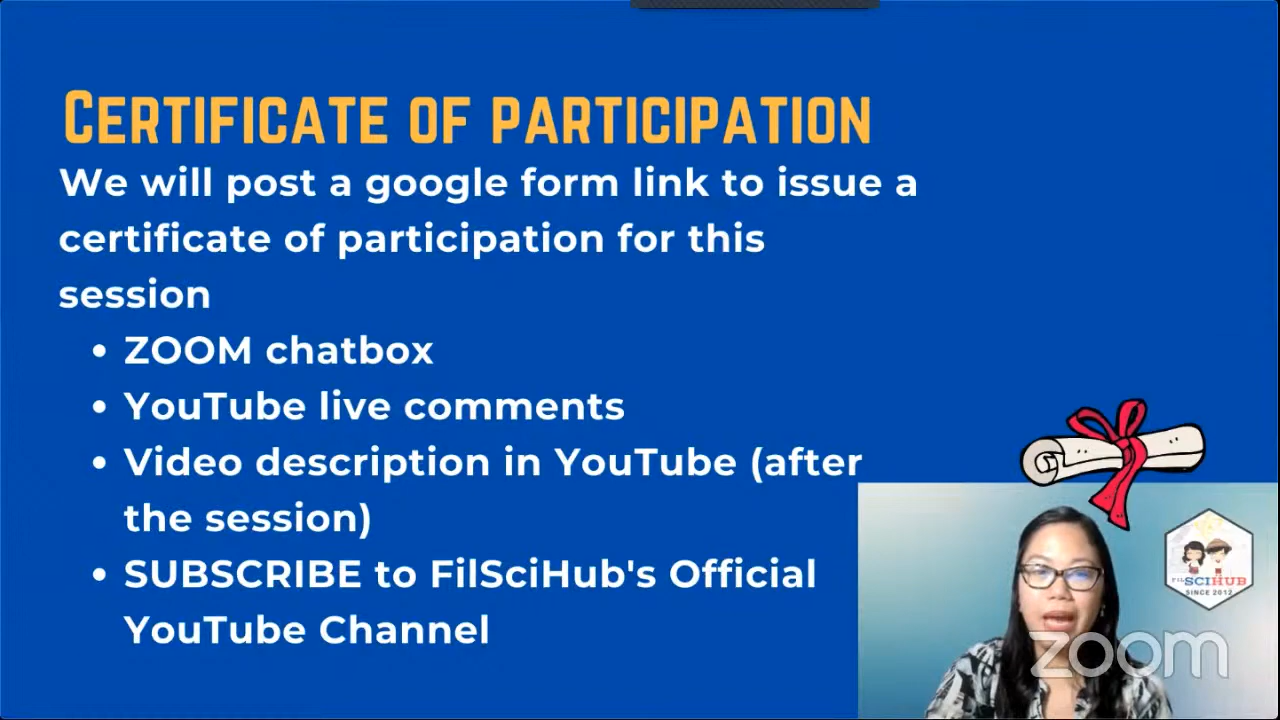 CERTIFICATE OF PARTICIPATION
We will post a google form link to issue a
certificate of participation for this
session
• ZOOM chatbox
• YouTube live comments
• Video description in YouTube (after
the session)
• SUBSCRIBE to FilSciHub's Official
YouTube Channel
FILSCIHUB
SINCE 2012
zoom